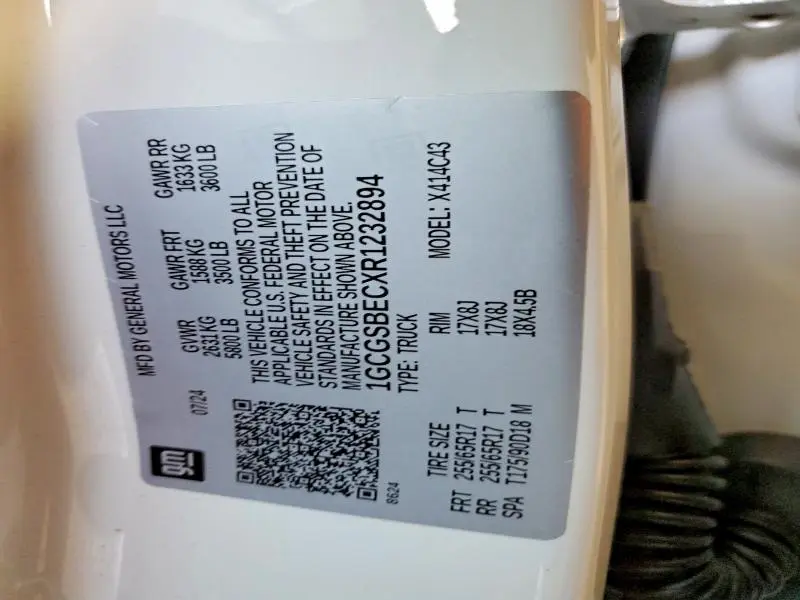 gm
MFD BY GENERAL MOTORS LLC
07/24
GVWR GAWR FRT GAWR RR
2631 KG 1588 KG 1633 KG
5800 LB 3500 LB 3600 LB
THIS VEHICLE CONFORMS TO ALL
APPLICABLE U.S. FEDERAL MOTOR
VEHICLE SAFETY AND THEFT PREVENTION
STANDARDS IN EFFECT ON THE DATE OF
MANUFACTURE SHOWN ABOVE.
1GCGSBECXR1232894
8624
TYPE: TRUCK MODEL: X414C43
TIRE SIZE RIM
FRT 255/65R17 T 17X8J
RR 255/65R17 T 17X8J
SPA T175/90D18 M 18X4.5B